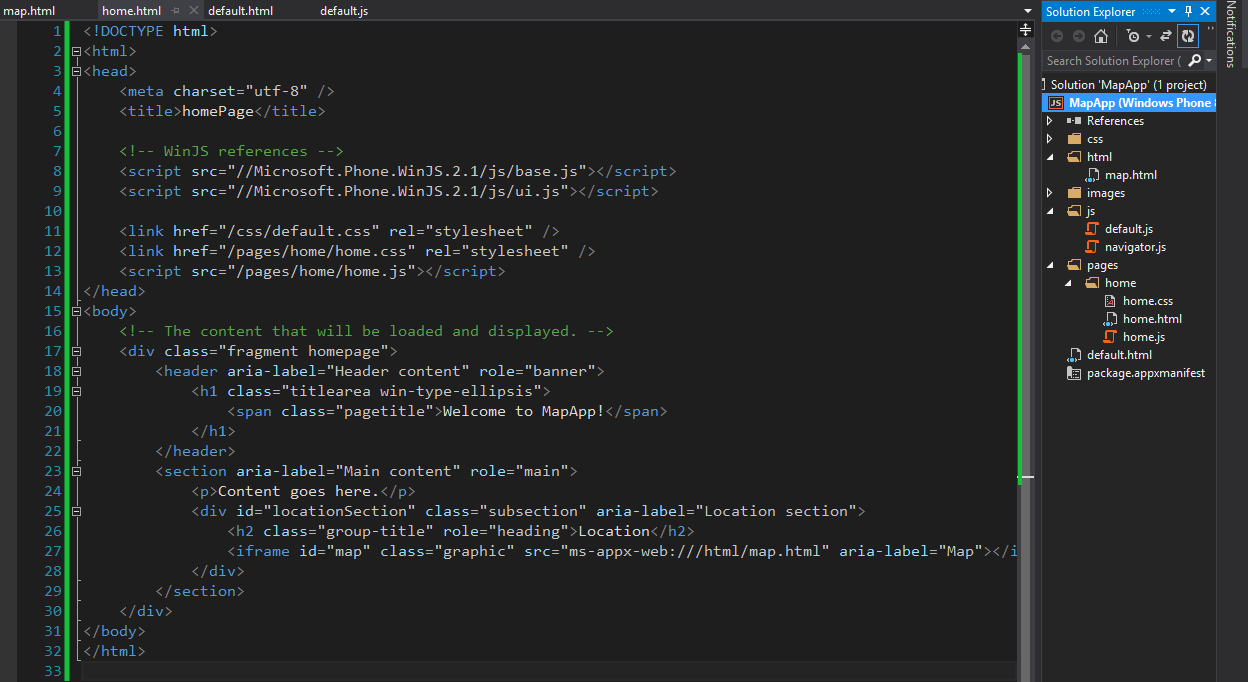 map.html home.html default.html default.js
1 <!DOCTYPE html>
2 <html>
3 <head>
4 <meta charset="utf-8" />
5 <title>homePage</title>
6
7 <!-- WinJS references -->
8 <script src="//Microsoft.Phone.WinJS.2.1/js/base.js"></script>
9 <script src="//Microsoft.Phone.WinJS.2.1/js/ui.js"></script>
10
11 <link href="/css/default.css" rel="stylesheet" />
12 <link href="/pages/home/home.css" rel="stylesheet" />
13 <script src="/pages/home/home.js"></script>
14 </head>
15 <body>
16 <!-- The content that will be loaded and displayed. -->
17 <div class="fragment homepage">
18 <header aria-label="Header content" role="banner">
19 <h1 class="titlearea win-type-ellipsis">
20 <span class="pagetitle">Welcome to MapApp!</span>
21 </h1>
22 </header>
23 <section aria-label="Main content" role="main">
24 <p>Content goes here.</p>
25 <div id="locationSection" class="subsection" aria-label="Location section">
26 <h2 class="group-title" role="heading">Location</h2>
27 <iframe id="map" class="graphic" src="ms-appx-web:///html/map.html" aria-label="Map"></i
28 </div>
29 </section>
30 </div>
31 </body>
32 </html>
33
Solution Explorer
Search Solution Explorer (
Solution 'MapApp' (1 project)
JS MapApp (Windows Phone
References
css
html
map.html
images
js
default.js
navigator.js
pages
home
home.css
home.html
home.js
default.html
package.appxmanifest
Notifications